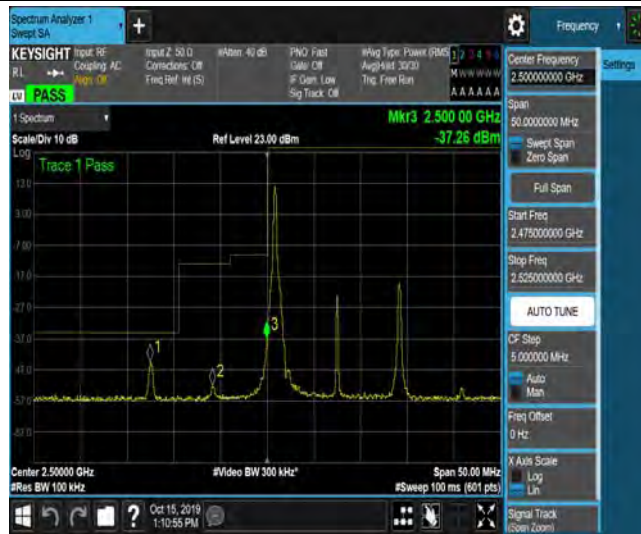 Spectrum Analyzer 1
Swept SA
+
Frequency
KEYSIGHT
Input: RF
Input Z: 50 Ω
#Atten: 40 dB
PNO: Fast
#Avg Type: Power (RMS
1 2 3 4 5 6
RL
Coupling: AC
Corrections: Off
Gate: Off
Avg|Hold: 30/30
M W W W W W
Align: Off
Freq Ref: Int (S)
IF Gain: Low
Trig: Free Run
Sig Track: Off
A A A A A A
LW PASS
1 Spectrum
Mkr3 2.500 00 GHz
Scale/Div 10 dB
Ref Level 23.00 dBm
-37.26 dBm
Log
Trace 1 Pass
13.0
3.00
-7.00
-17.0
-27.0
-37.0
-47.0
-57.0
-67.0
1
2
3
Center 2.50000 GHz
#Video BW 300 kHz*
Span 50.00 MHz
#Res BW 100 kHz
#Sweep 100 ms (601 pts)
Oct 15, 2019
1:10:55 PM
?
Center Frequency
2.500000000 GHz
Settings
Span
50.0000000 MHz
Swept Span
Zero Span
Full Span
Start Freq
2.475000000 GHz
Stop Freq
2.525000000 GHz
AUTO TUNE
CF Step
5.000000 MHz
Auto
Man
Freq Offset
0 Hz
X Axis Scale
Log
Lin
Signal Track
(Span Zoom)